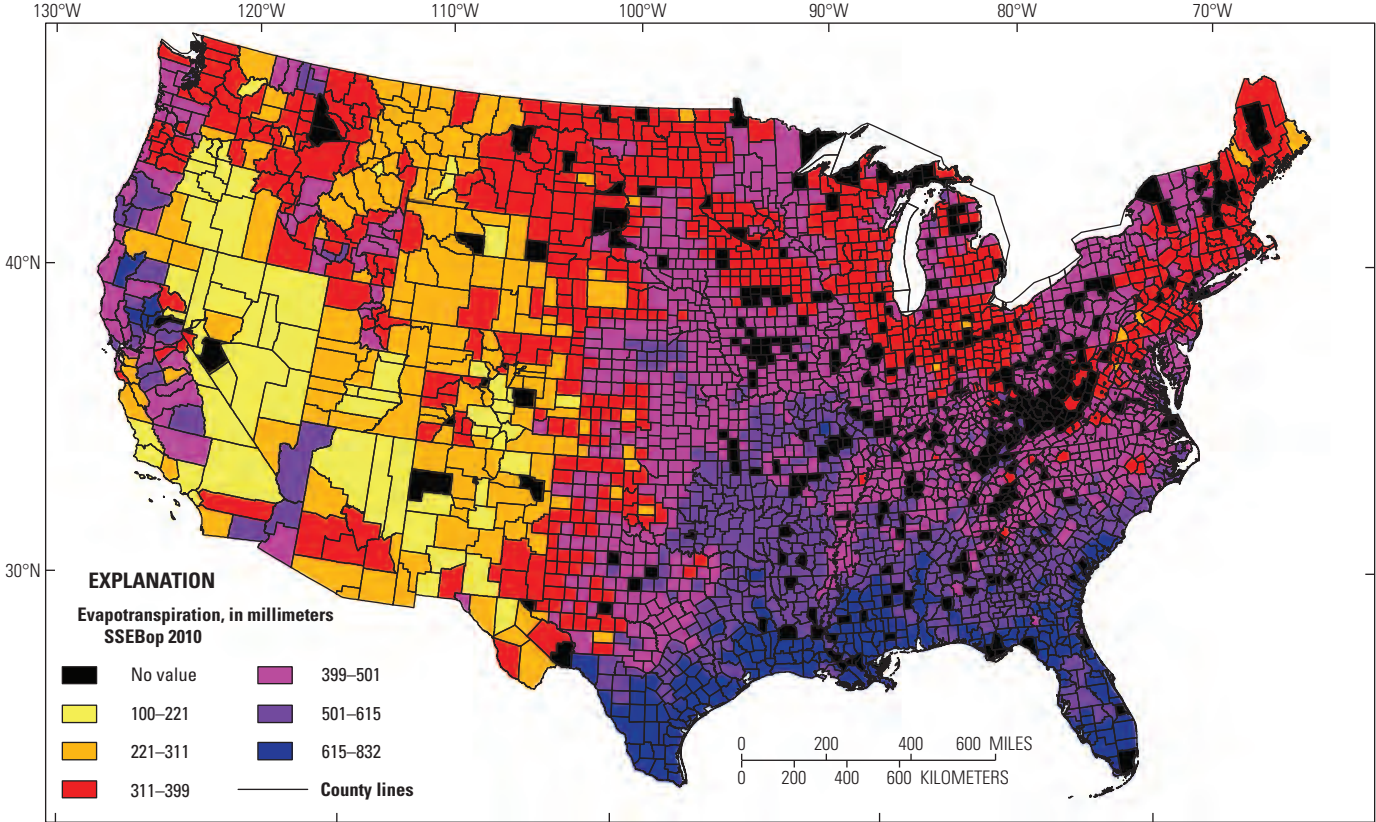 130°W 120°W 110°W 100°W 90°W 80°W 70°W
40°N
30°N
EXPLANATION
Evapotranspiration, in millimeters
SSEBop 2010
No value
100–221
221–311
311–399
399–501
501–615
615–832
County lines
0 200 400 600 MILES
0 200 400 600 KILOMETERS